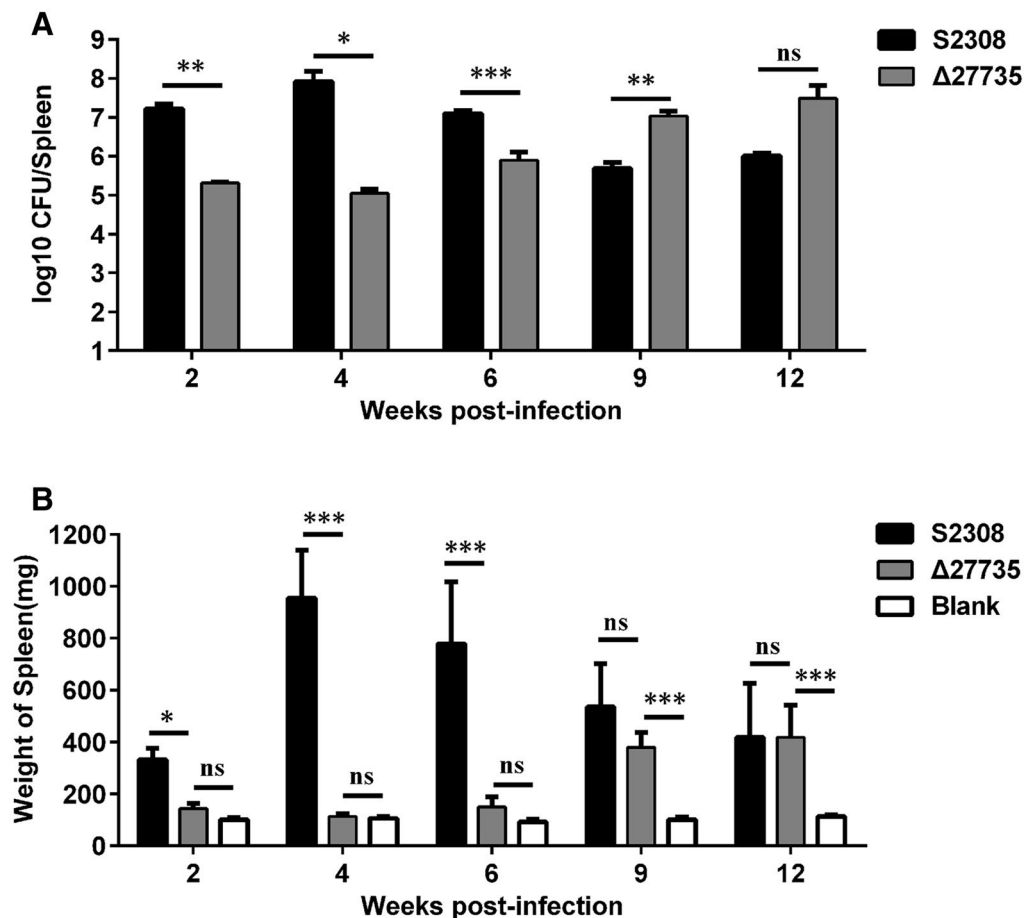 A
9
8
7
6
5
4
3
2
1
log10 CFU/Spleen
** * *** ** ns
2 4 6 9 12
Weeks post-infection
S2308
Δ27735
B
1200
1000
800
600
400
200
0
Weight of Spleen(mg)
* ns *** ns *** ns ns *** ns ***
2 4 6 9 12
Weeks post-infection
S2308
Δ27735
Blank